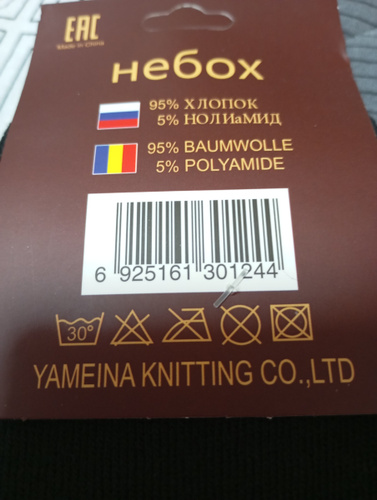 EAC
Made in China
небох
95% ХЛОПОК
5% НОЛИаМИД
95% BAUMWOLLE
5% POLYAMIDE
6 925161 301244
30°
YAMEINA KNITTING CO.,LTD